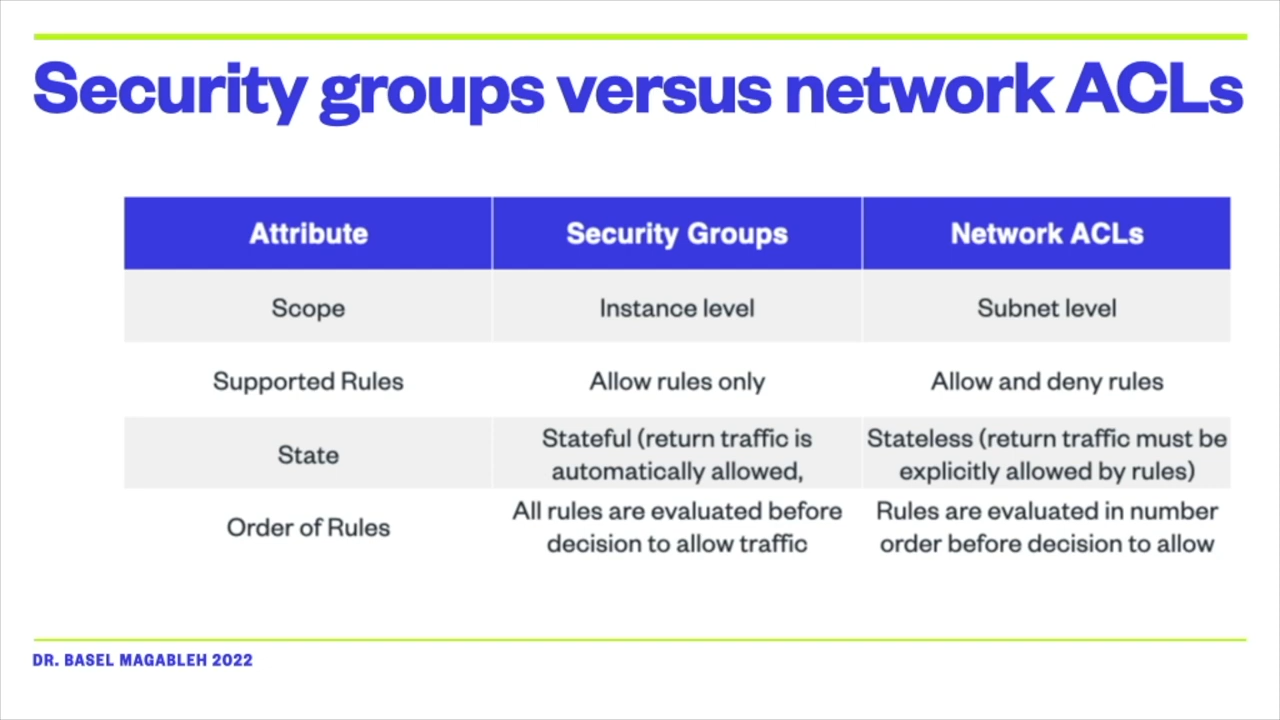 Security groups versus network ACLs
Attribute
Security Groups
Network ACLs
Scope
Instance level
Subnet level
Supported Rules
Allow rules only
Allow and deny rules
State
Stateful (return traffic is
automatically allowed,
Stateless (return traffic must be
explicitly allowed by rules)
Order of Rules
All rules are evaluated before
decision to allow traffic
Rules are evaluated in number
order before decision to allow
DR. BASEL MAGABLEH 2022